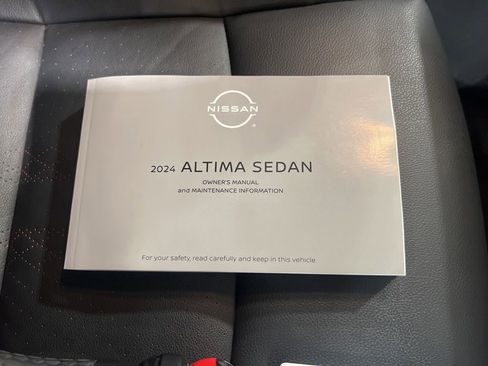 NISSAN
2024 ALTIMA SEDAN
OWNER'S MANUAL
and MAINTENANCE INFORMATION
For your safety, read carefully and keep in this vehicle.